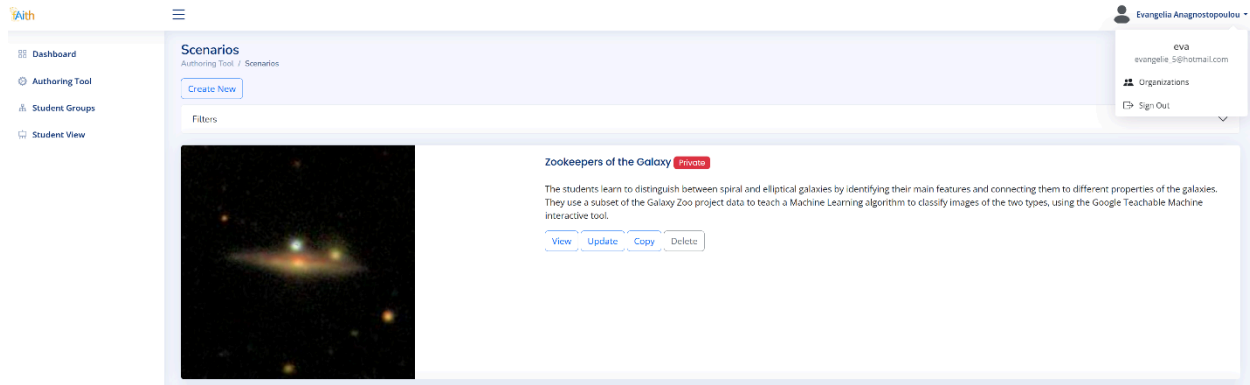 FAith
Evangelia Anagnostopoulou
eva
evangelie_5@hotmail.com
Organizations
Sign Out
Dashboard
Authoring Tool
Student Groups
Student View
Scenarios
Authoring Tool / Scenarios
Create New
Filters
Zookeepers of the Galaxy Private
The students learn to distinguish between spiral and elliptical galaxies by identifying their main features and connecting them to different properties of the galaxies.
They use a subset of the Galaxy Zoo project data to teach a Machine Learning algorithm to classify images of the two types, using the Google Teachable Machine
interactive tool.
View Update Copy Delete